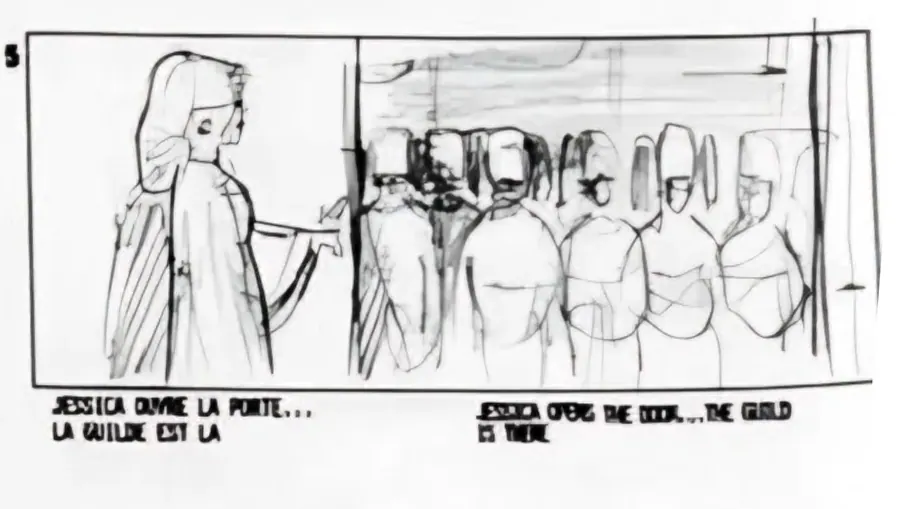 5
JESSICA OUVRE LA PORTE...
LA GUILDE EST LA
JESSICA OPENS THE DOOR...THE GUILD
IS THERE